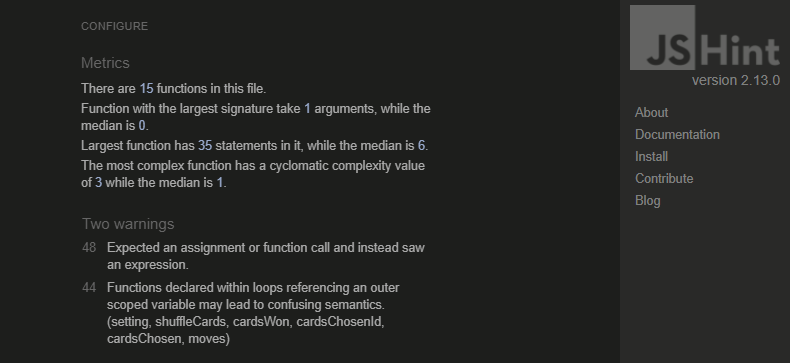 CONFIGURE
Metrics
There are 15 functions in this file.
Function with the largest signature take 1 arguments, while the
median is 0.
Largest function has 35 statements in it, while the median is 6.
The most complex function has a cyclomatic complexity value
of 3 while the median is 1.
Two warnings
48 Expected an assignment or function call and instead saw
an expression.
44 Functions declared within loops referencing an outer
scoped variable may lead to confusing semantics.
(setting, shuffleCards, cardsWon, cardsChosenId,
cardsChosen, moves)
JSHint
version 2.13.0
About
Documentation
Install
Contribute
Blog